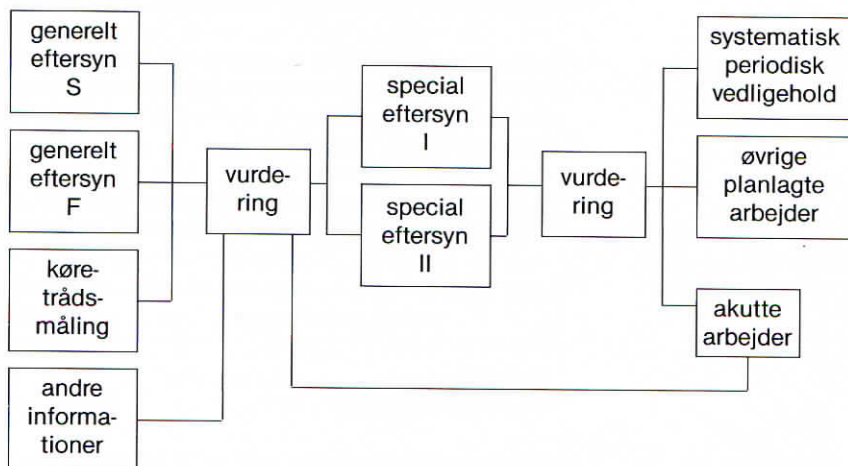 generelt
eftersyn
S
generelt
eftersyn
F
køre-
tråds-
måling
andre
informa-
tioner
vurde-
ring
special
eftersyn
I
special
eftersyn
II
vurde-
ring
systematisk
periodisk
vedligehold
øvrige
planlagte
arbejder
akutte
arbejder